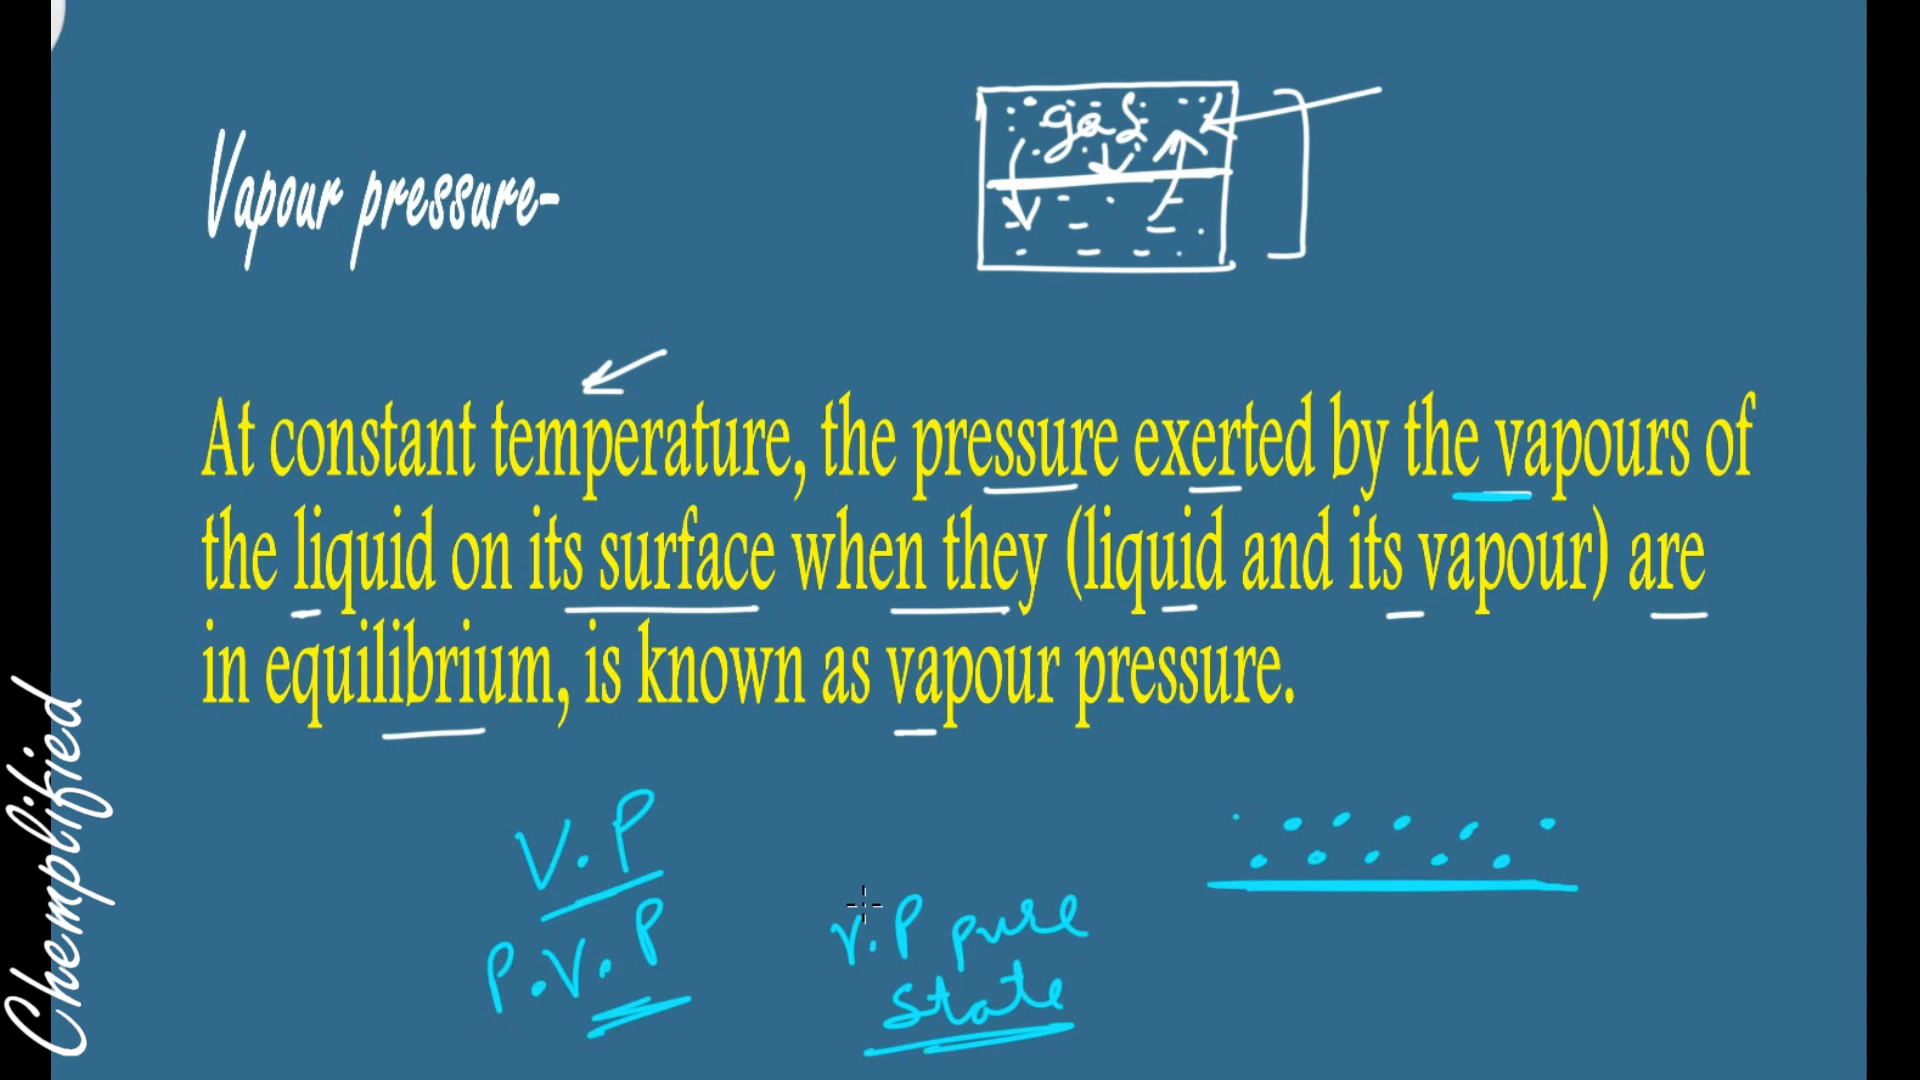 gas
Vapour pressure-
At constant temperature, the pressure exerted by the vapours of
the liquid on its surface when they (liquid and its vapour) are
in equilibrium, is known as vapour pressure.
V.P
P.V.P
V.P pure
state
Chemplified